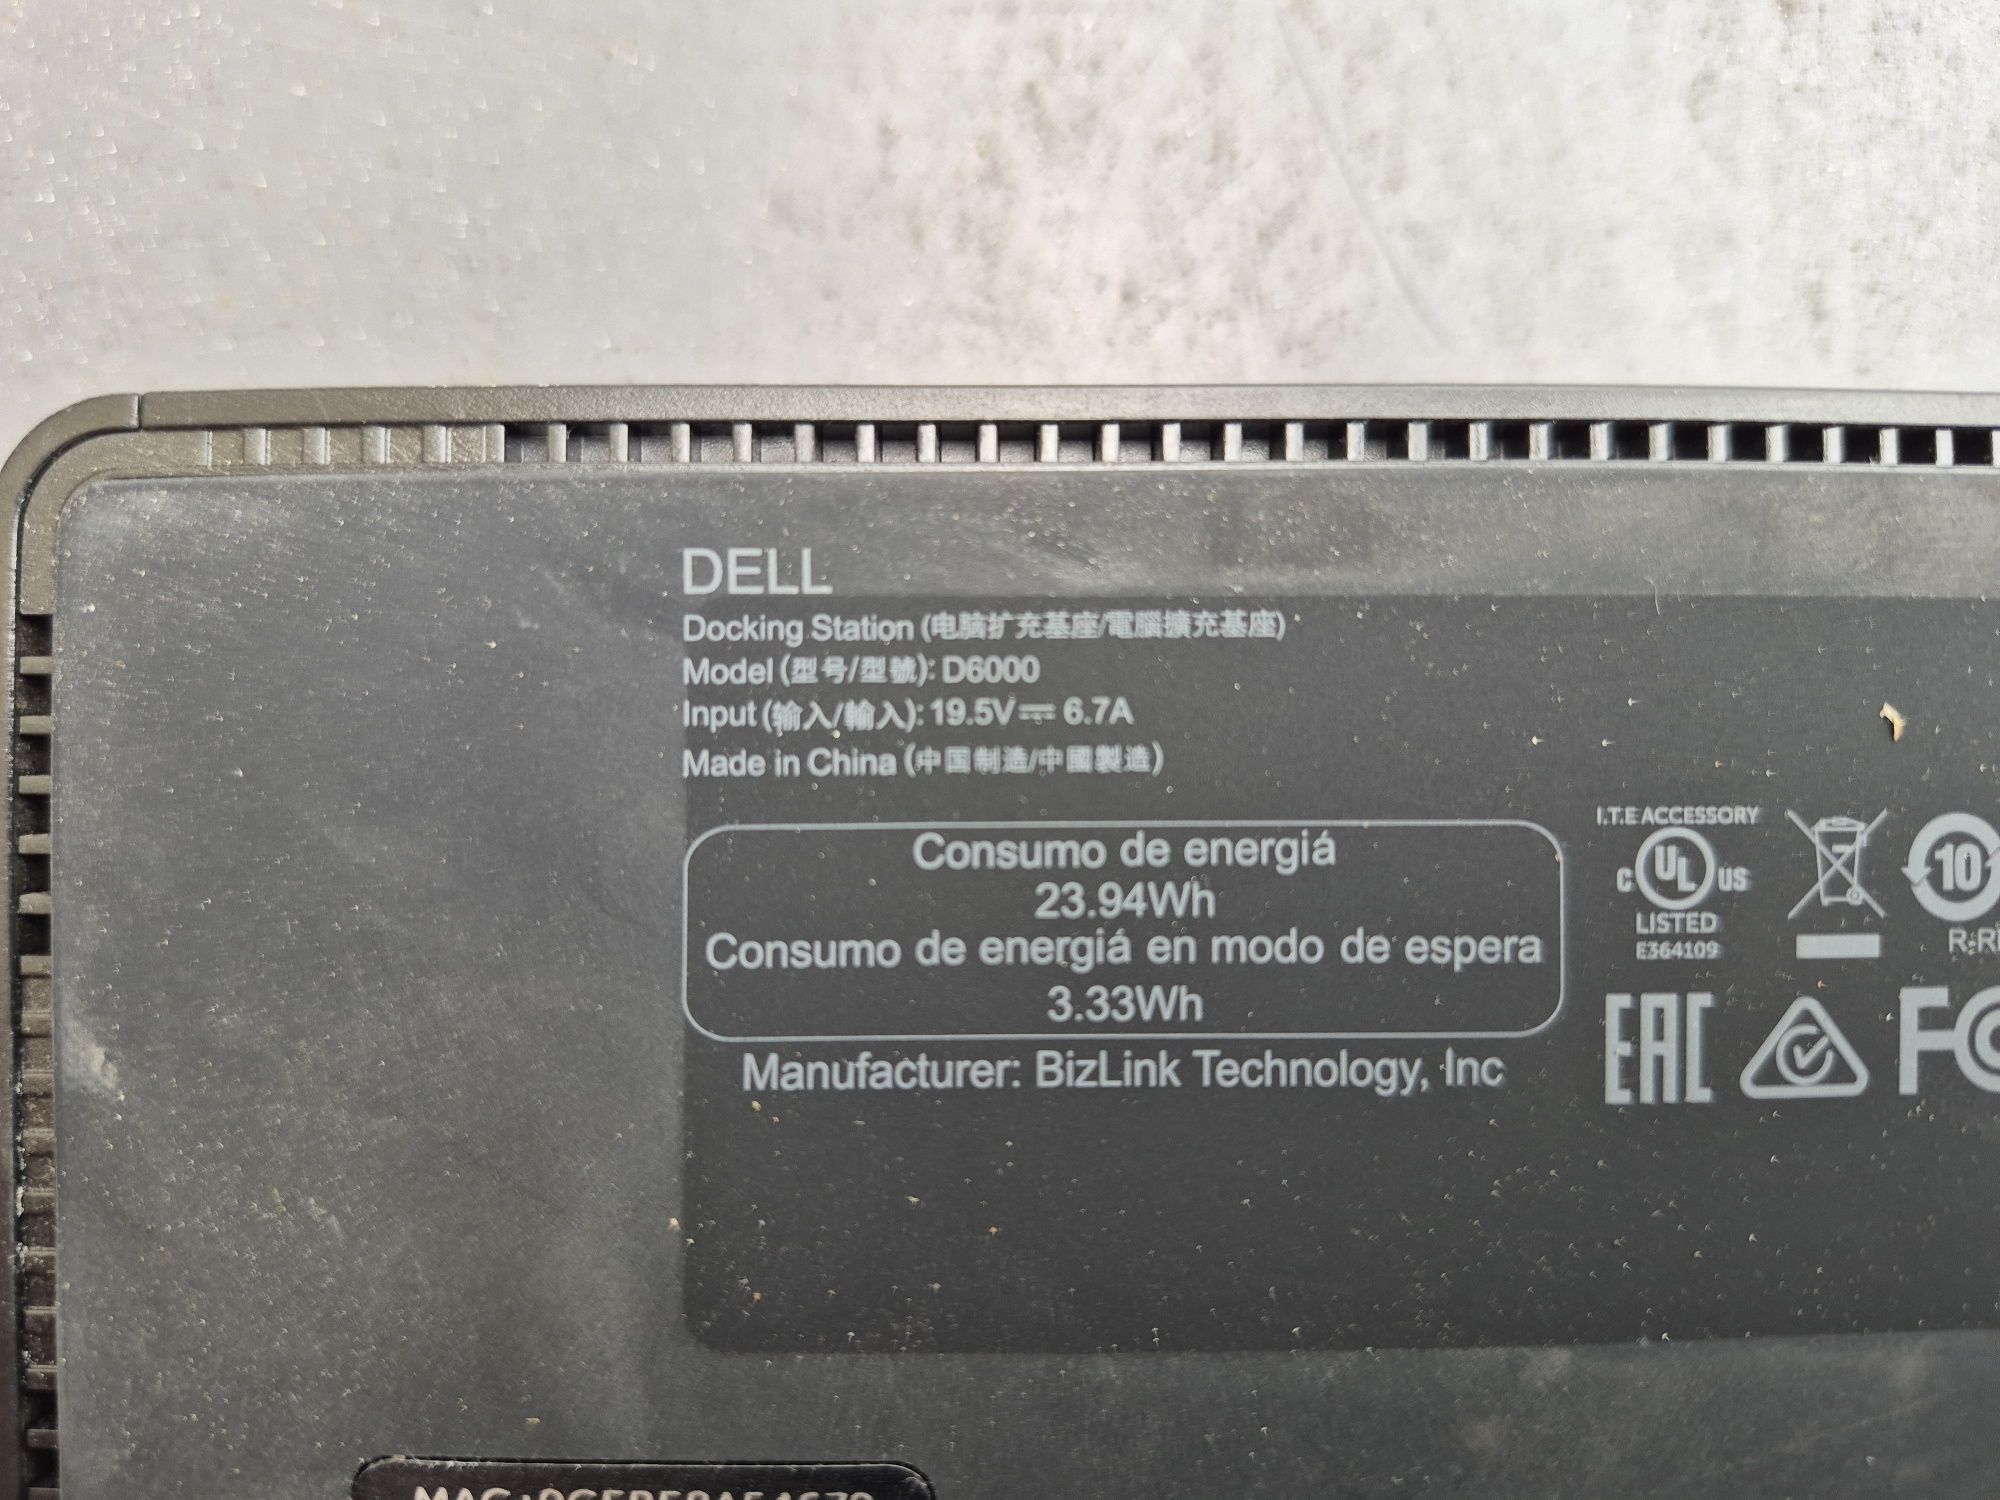 DELL
Docking Station (电脑扩充基座/電腦擴充基座)
Model (型号/型號): D6000
Input (输入/輸入): 19.5V⎓ 6.7A
Made in China (中国制造/中國製造)
Consumo de energiá
23.94Wh
Consumo de energiá en modo de espera
3.33Wh
Manufacturer: BizLink Technology, Inc
I.T.E ACCESSORY
C UL US
LISTED
E364109
10
EAC
FC